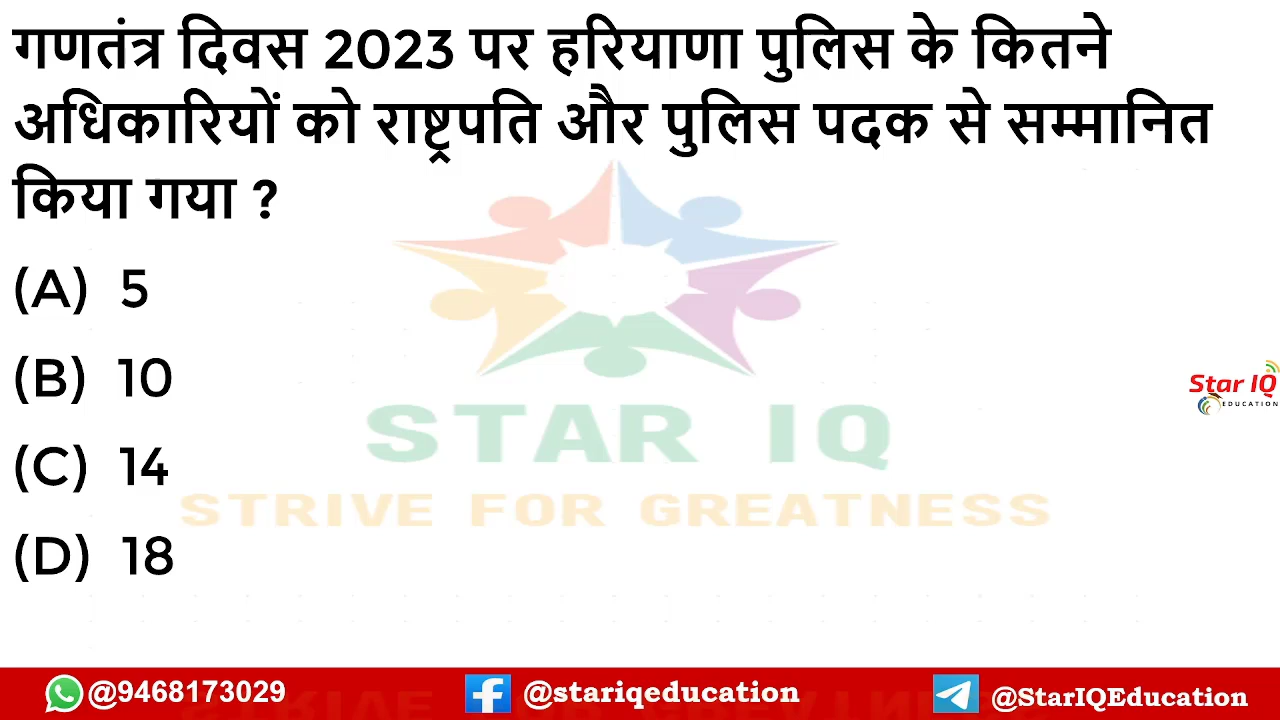 गणतंत्र दिवस 2023 पर हरियाणा पुलिस के कितने
अधिकारियों को राष्ट्रपति और पुलिस पदक से सम्मानित
किया गया ?
(A) 5
(B) 10
(C) 14
(D) 18
STAR IQ
STRIVE FOR GREATNESS
Star IQ
EDUCATION
@9468173029
@stariqeducation
@StarIQEducation